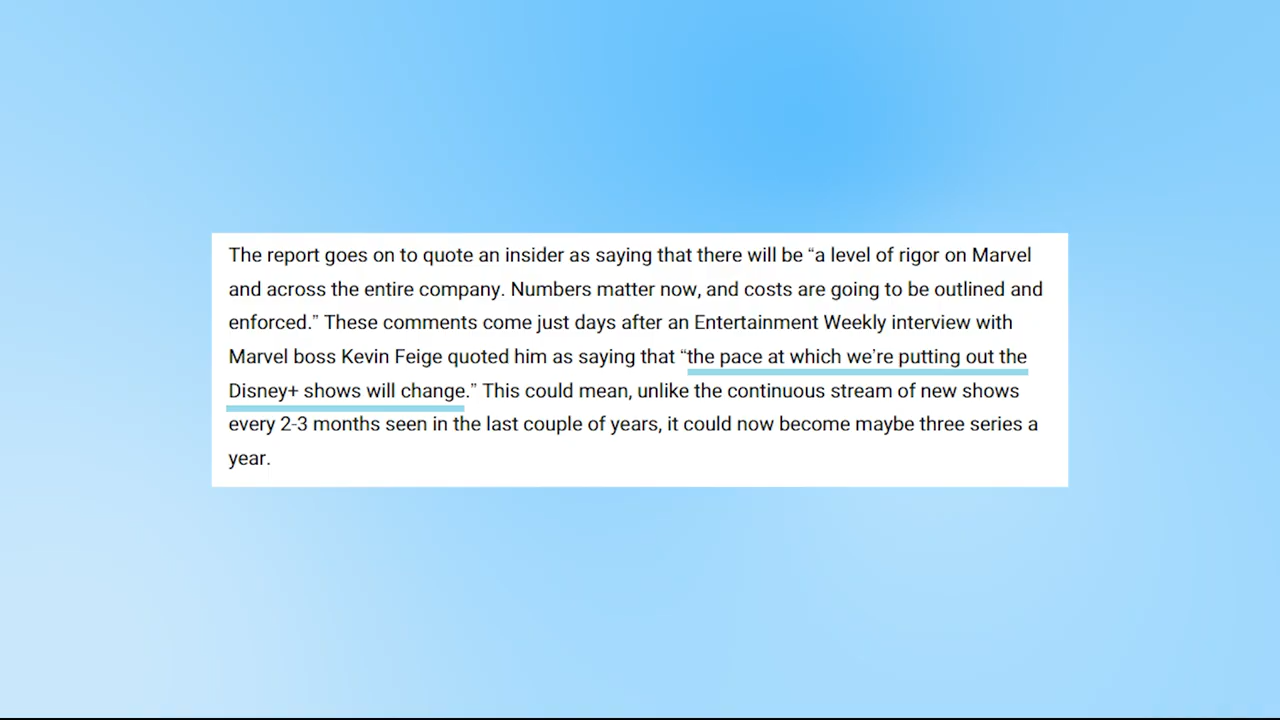 The report goes on to quote an insider as saying that there will be “a level of rigor on Marvel
and across the entire company. Numbers matter now, and costs are going to be outlined and
enforced.” These comments come just days after an Entertainment Weekly interview with
Marvel boss Kevin Feige quoted him as saying that “the pace at which we’re putting out the
Disney+ shows will change.” This could mean, unlike the continuous stream of new shows
every 2-3 months seen in the last couple of years, it could now become maybe three series a
year.